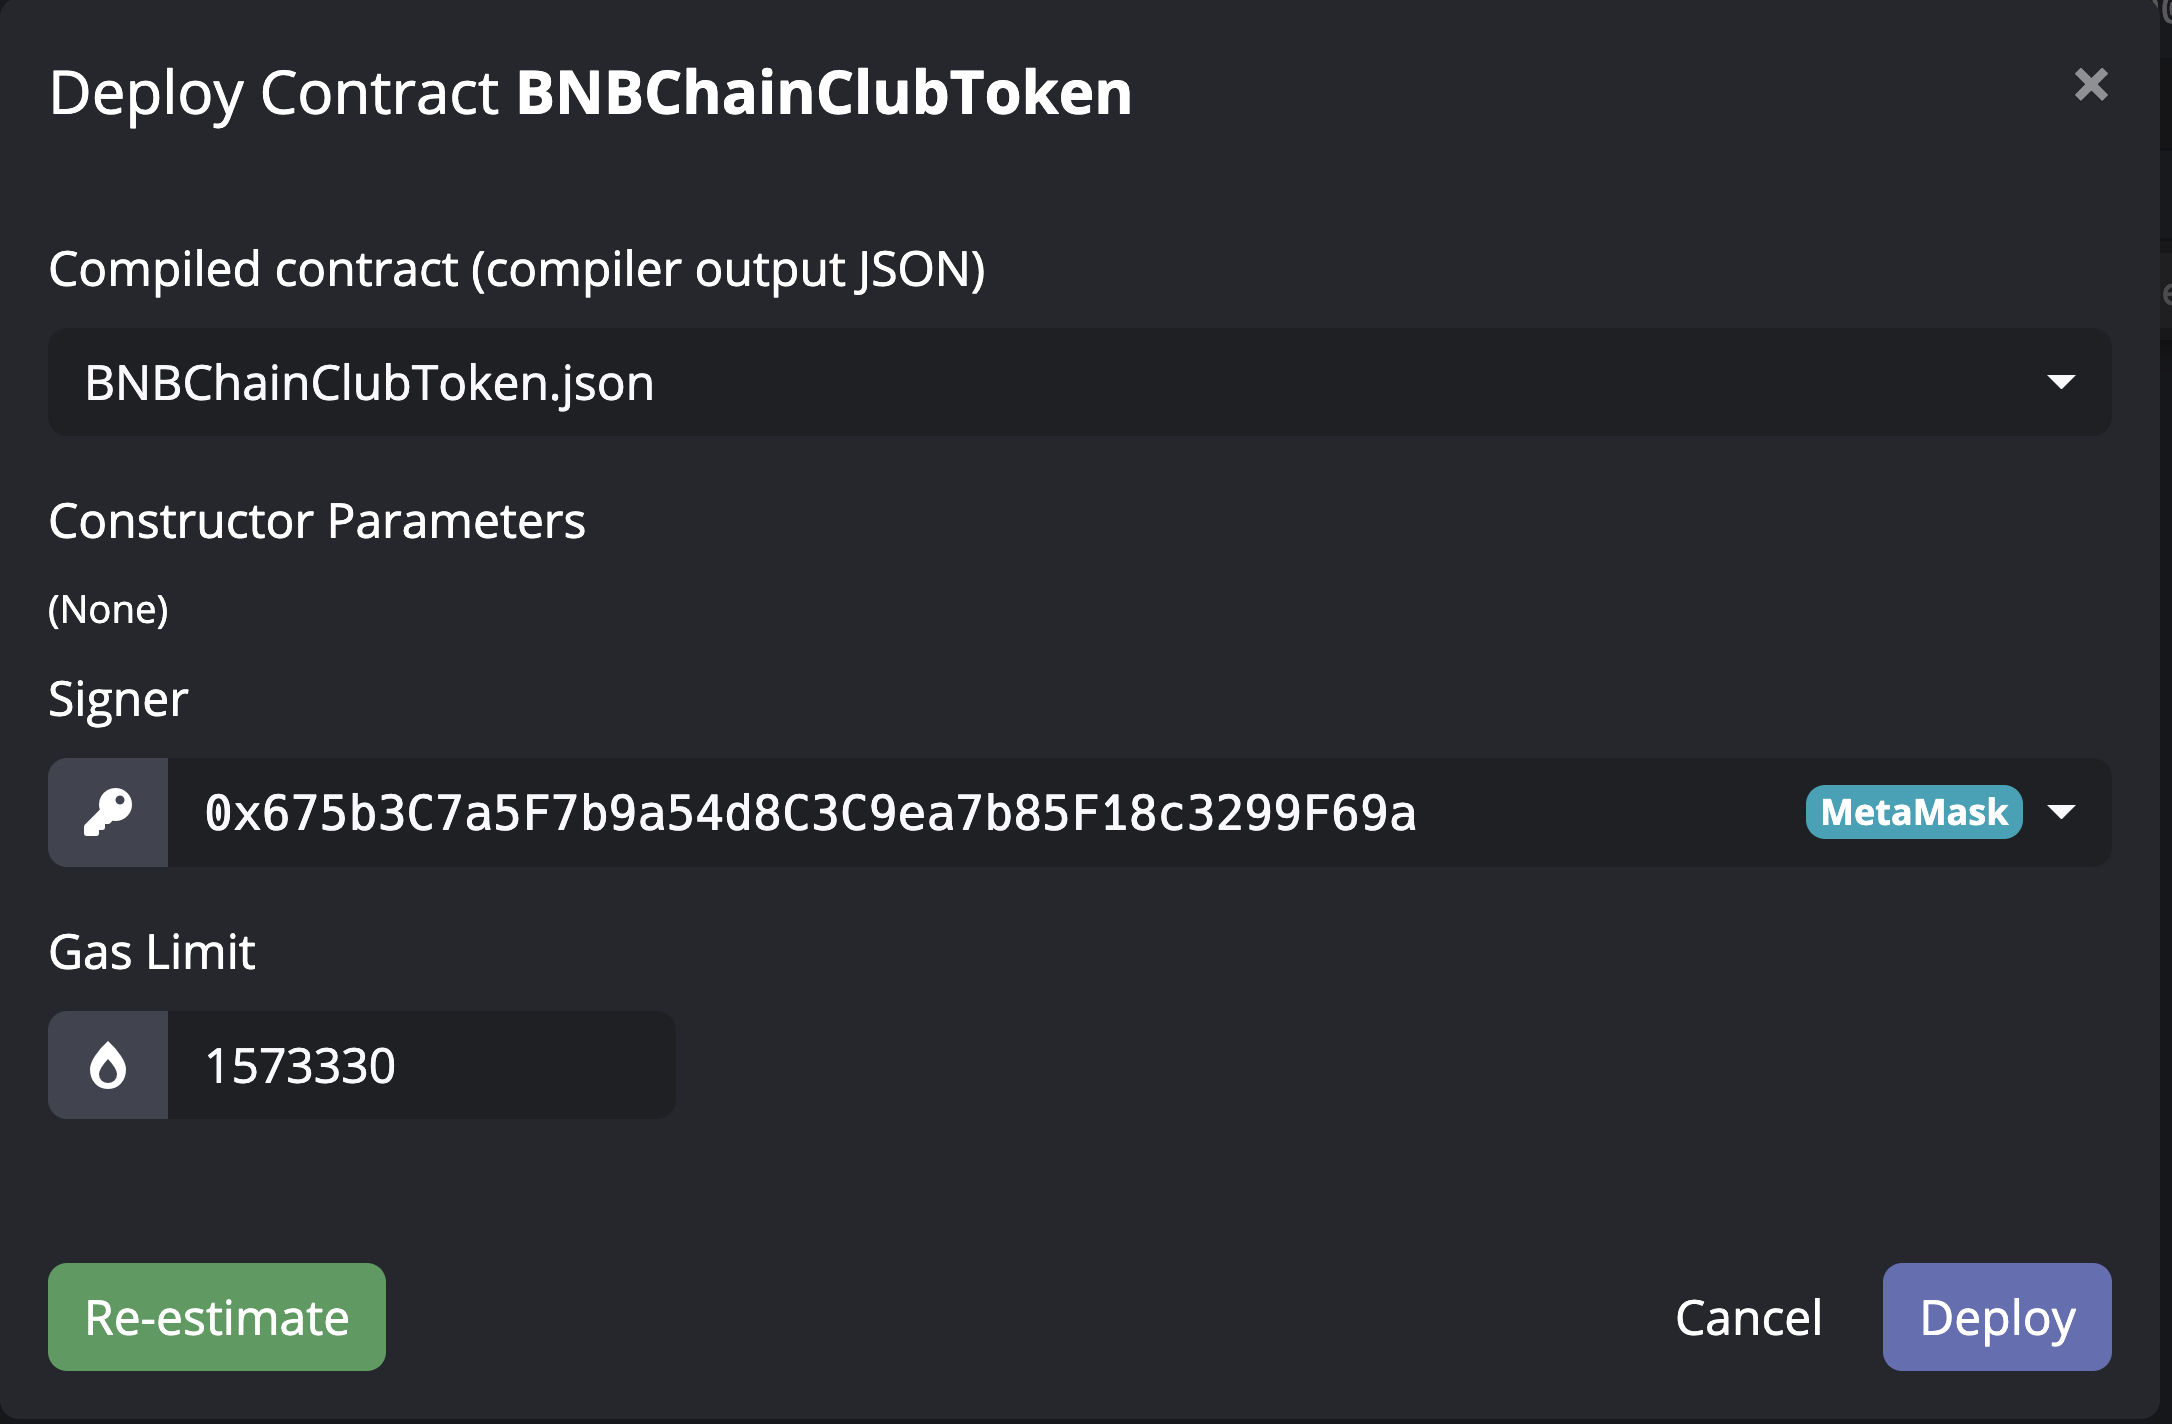 Deploy Contract BNBChainClubToken
Compiled contract (compiler output JSON)
BNBChainClubToken.json
Constructor Parameters
(None)
Signer
0x675b3C7a5F7b9a54d8C3C9ea7b85F18c3299F69a MetaMask
Gas Limit
1573330
Re-estimate Cancel Deploy